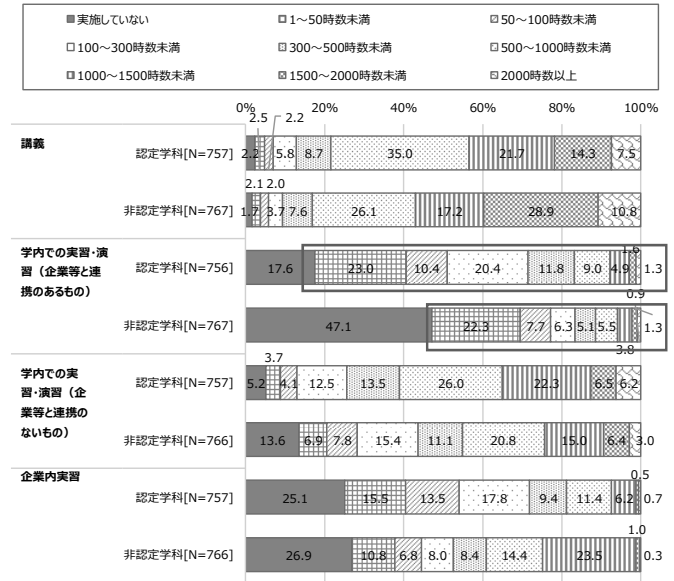 ■実施していない
1～50時数未満
50～100時数未満
100～300時数未満
300～500時数未満
500～1000時数未満
1000～1500時数未満
1500～2000時数未満
2000時数以上
0% 20% 40% 60% 80% 100%
講義
認定学科[N=757]
2.2 2.5 2.2 5.8 8.7 35.0 21.7 14.3 7.5
非認定学科[N=767]
1.7 2.1 2.0 3.7 7.6 26.1 17.2 28.9 10.8
学内での実習・演
習（企業等と連
携のあるもの）
認定学科[N=756]
17.6 23.0 10.4 20.4 11.8 9.0 4.9 1.6 1.3
非認定学科[N=767]
47.1 22.3 7.7 6.3 5.1 5.5 3.8 0.9 1.3
学内での実
習・演習（企
業等と連携の
ないもの）
認定学科[N=757]
5.2 3.7 4.1 12.5 13.5 26.0 22.3 6.5 6.2
非認定学科[N=766]
13.6 6.9 7.8 15.4 11.1 20.8 15.0 6.4 3.0
企業内実習
認定学科[N=757]
25.1 15.5 13.5 17.8 9.4 11.4 6.2 0.5 0.7
非認定学科[N=766]
26.9 10.8 6.8 8.0 8.4 14.4 23.5 1.0 0.3